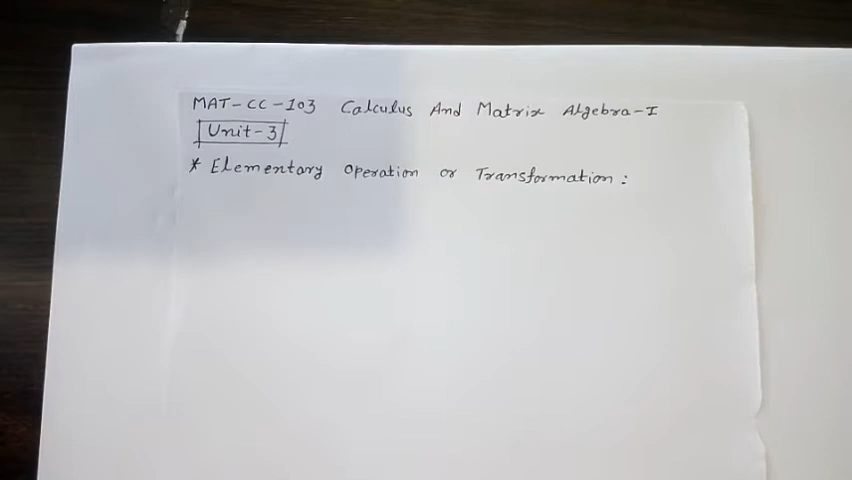 MAT-CC-103 Calculus And Matrix Algebra-I
Unit-3
* Elementary Operation or Transformation: